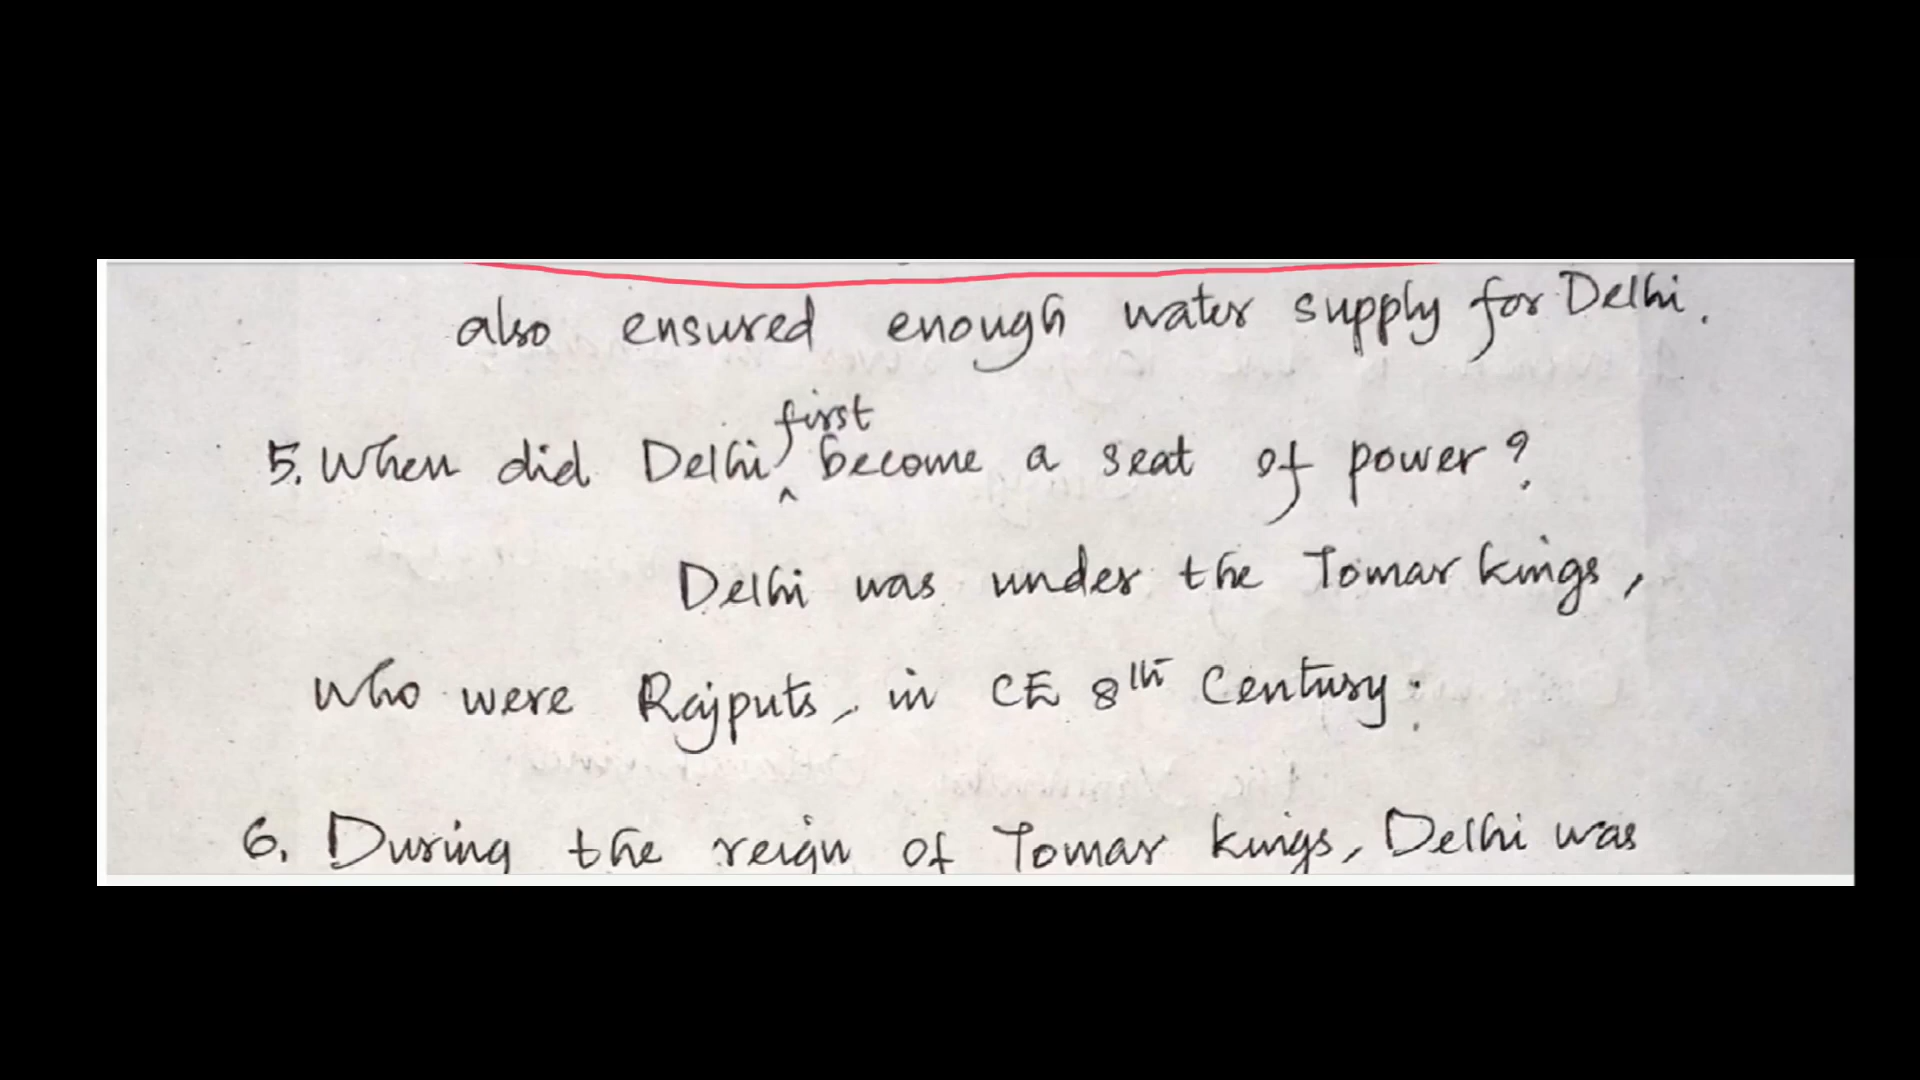 also ensured enough water supply for Delhi.
5. When did Delhi first become a seat of power?
Delhi was under the Tomar kings,
who were Rajputs, in CE 8th Century.
6. During the reign of Tomar kings, Delhi was